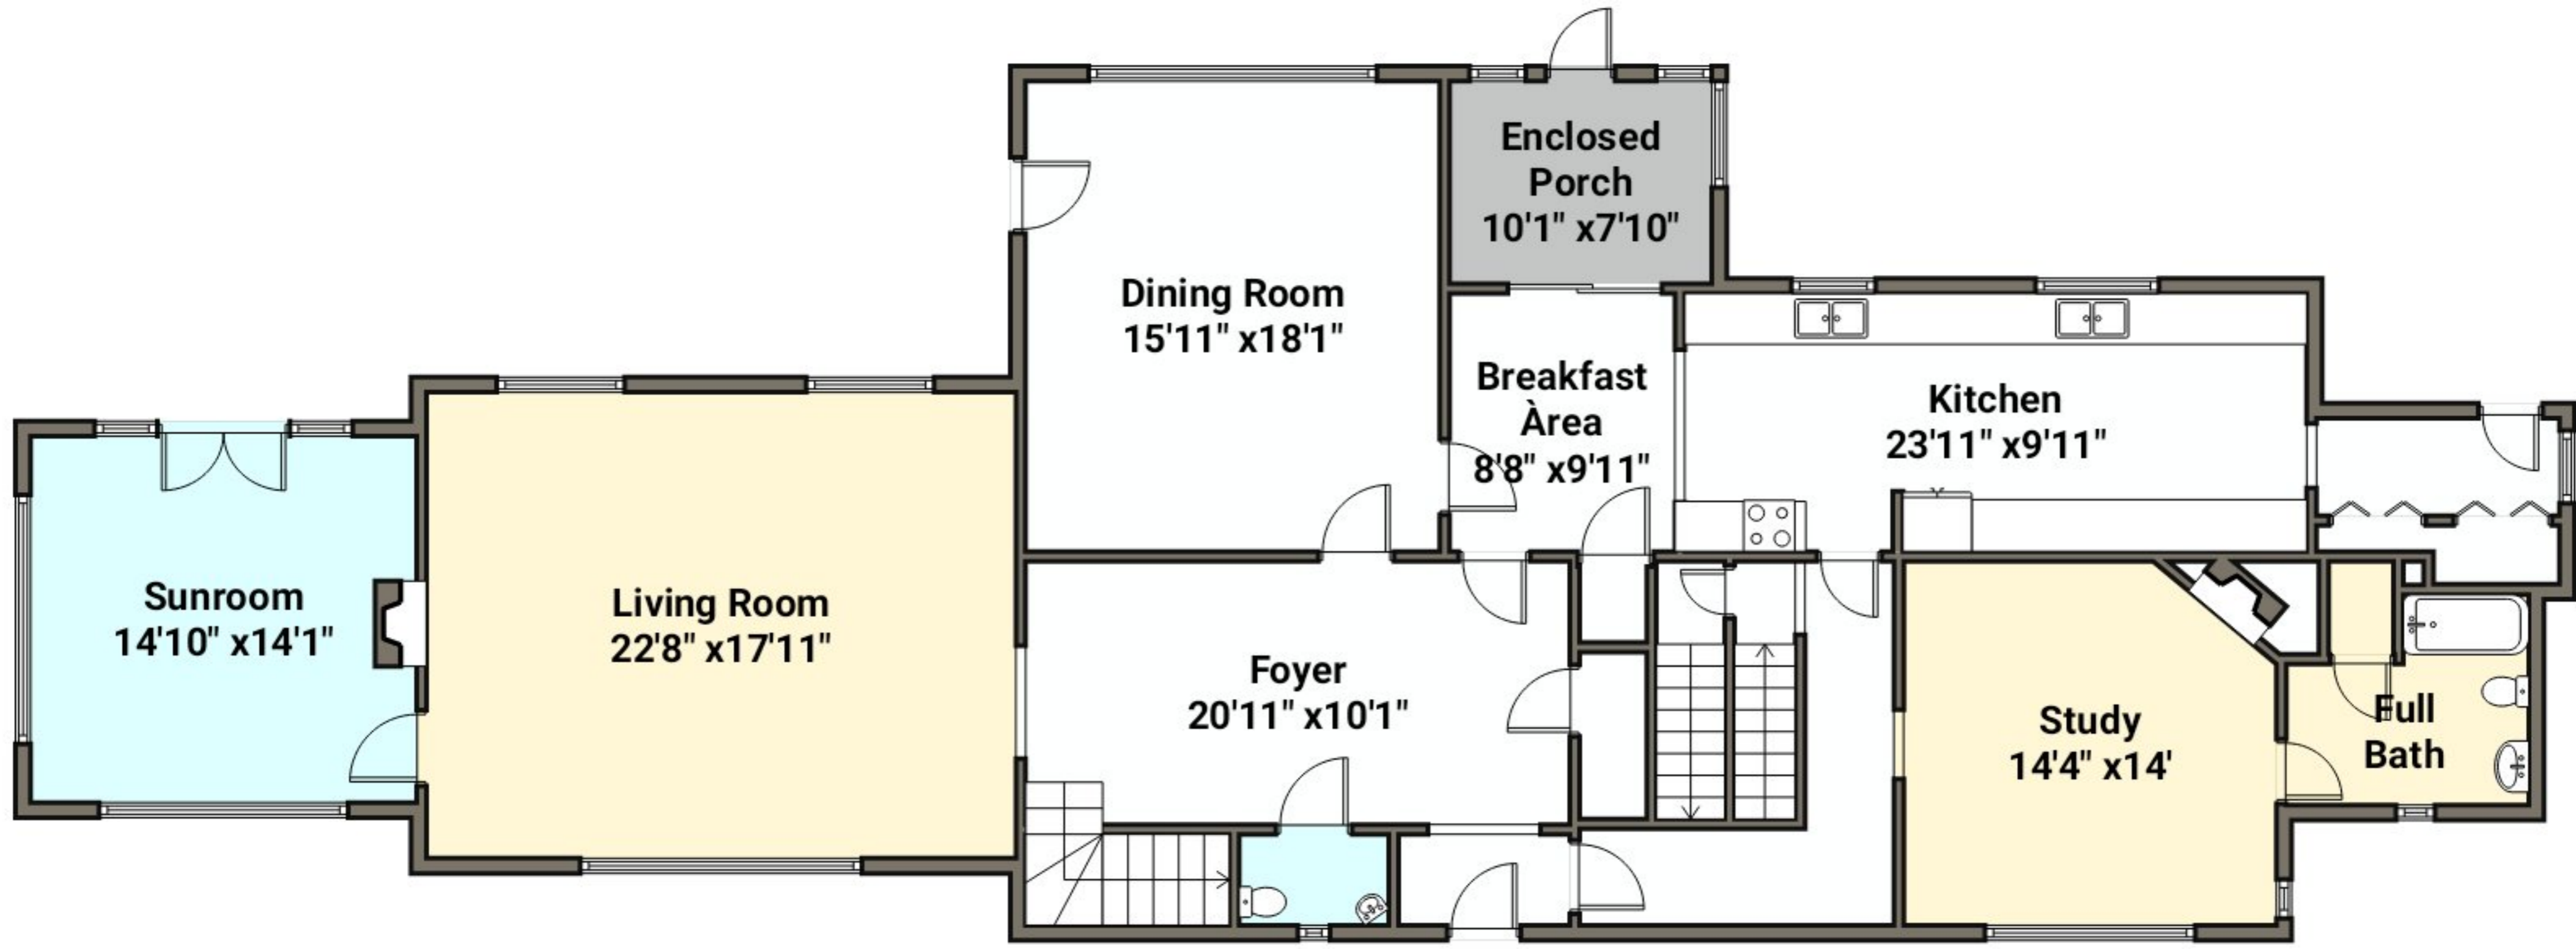 Enclosed
Porch
10'1" x7'10"
Dining Room
15'11" x18'1"
Breakfast
Àrea
8'8" x9'11"
Kitchen
23'11" x9'11"
Sunroom
14'10" x14'1"
Living Room
22'8" x17'11"
Foyer
20'11" x10'1"
Study
14'4" x14'
Full
Bath